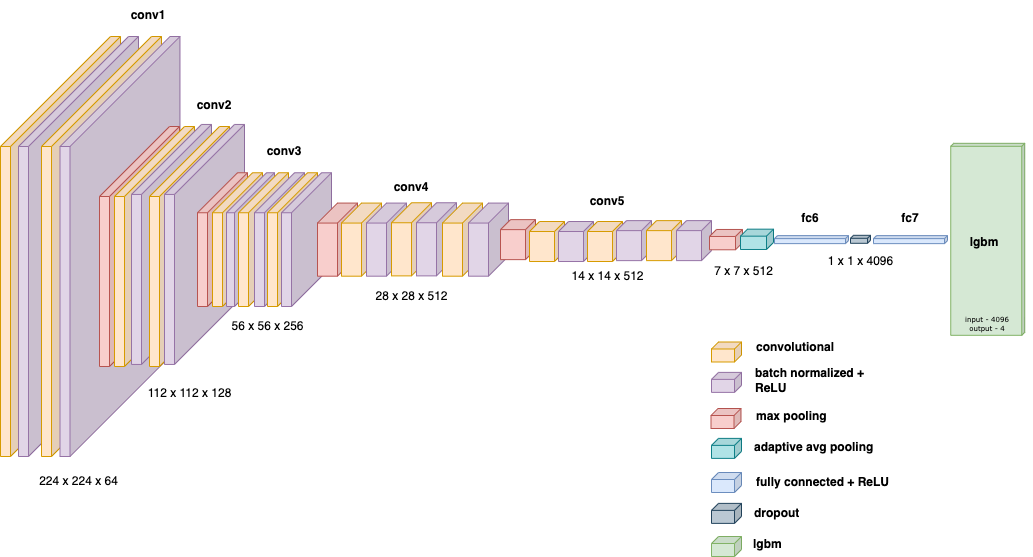 conv1
conv2
conv3
conv4
conv5
fc6
fc7
lgbm
224 x 224 x 64
112 x 112 x 128
56 x 56 x 256
28 x 28 x 512
14 x 14 x 512
7 x 7 x 512
1 x 1 x 4096
input - 4096
output - 4
convolutional
batch normalized +
ReLU
max pooling
adaptive avg pooling
fully connected + ReLU
dropout
lgbm